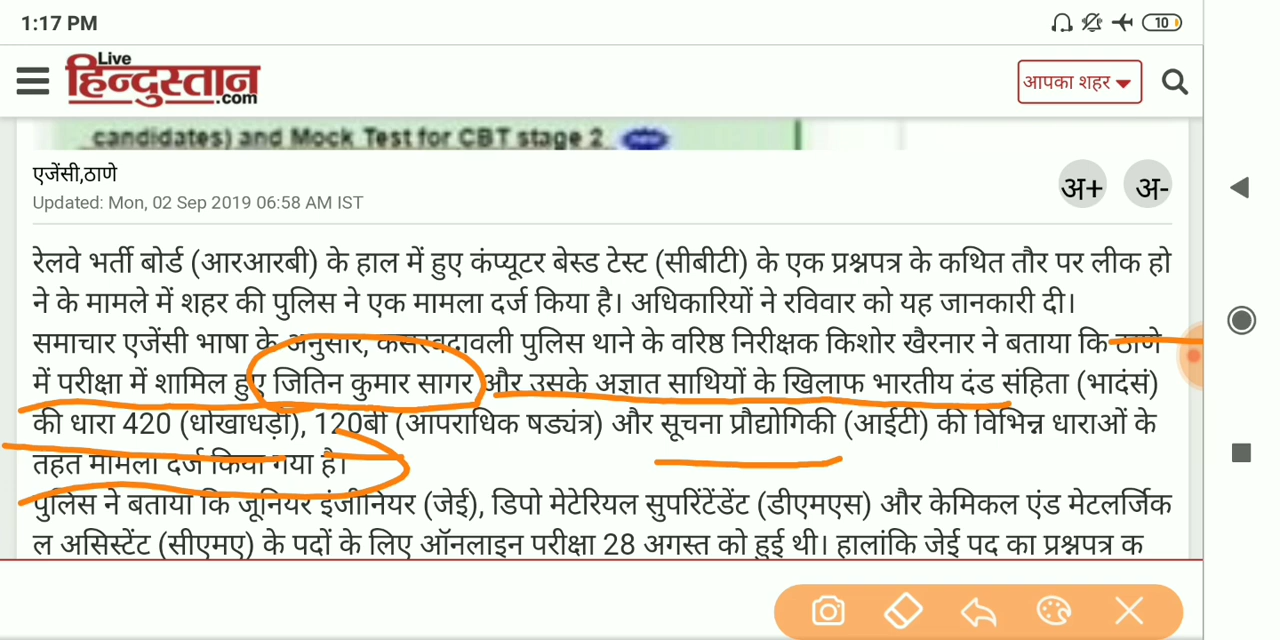 1:17 PM
10
Live
हिन्दुस्तान
.com
आपका शहर
candidates) and Mock Test for CBT stage 2
एजेंसी,ठाणे
Updated: Mon, 02 Sep 2019 06:58 AM IST
अ+ अ-
रेलवे भर्ती बोर्ड (आरआरबी) के हाल में हुए कंप्यूटर बेस्ड टेस्ट (सीबीटी) के एक प्रश्नपत्र के कथित तौर पर लीक हो
ने के मामले में शहर की पुलिस ने एक मामला दर्ज किया है। अधिकारियों ने रविवार को यह जानकारी दी।
समाचार एजेंसी भाषा के अनुसार, कसरवदावली पुलिस थाने के वरिष्ठ निरीक्षक किशोर खैरनार ने बताया कि ठाणे
में परीक्षा में शामिल हुए जितिन कुमार सागर और उसके अज्ञात साथियों के खिलाफ भारतीय दंड संहिता (भादंसं)
की धारा 420 (धोखाधड़ी), 120बी (आपराधिक षड्यंत्र) और सूचना प्रौद्योगिकी (आईटी) की विभिन्न धाराओं के
तहत मामला दर्ज किया गया है।
पुलिस ने बताया कि जूनियर इंजीनियर (जेई), डिपो मेटेरियल सुपरिंटेंडेंट (डीएमएस) और केमिकल एंड मेटलर्जिक
ल असिस्टेंट (सीएमए) के पदों के लिए ऑनलाइन परीक्षा 28 अगस्त को हुई थी। हालांकि जेई पद का प्रश्नपत्र क